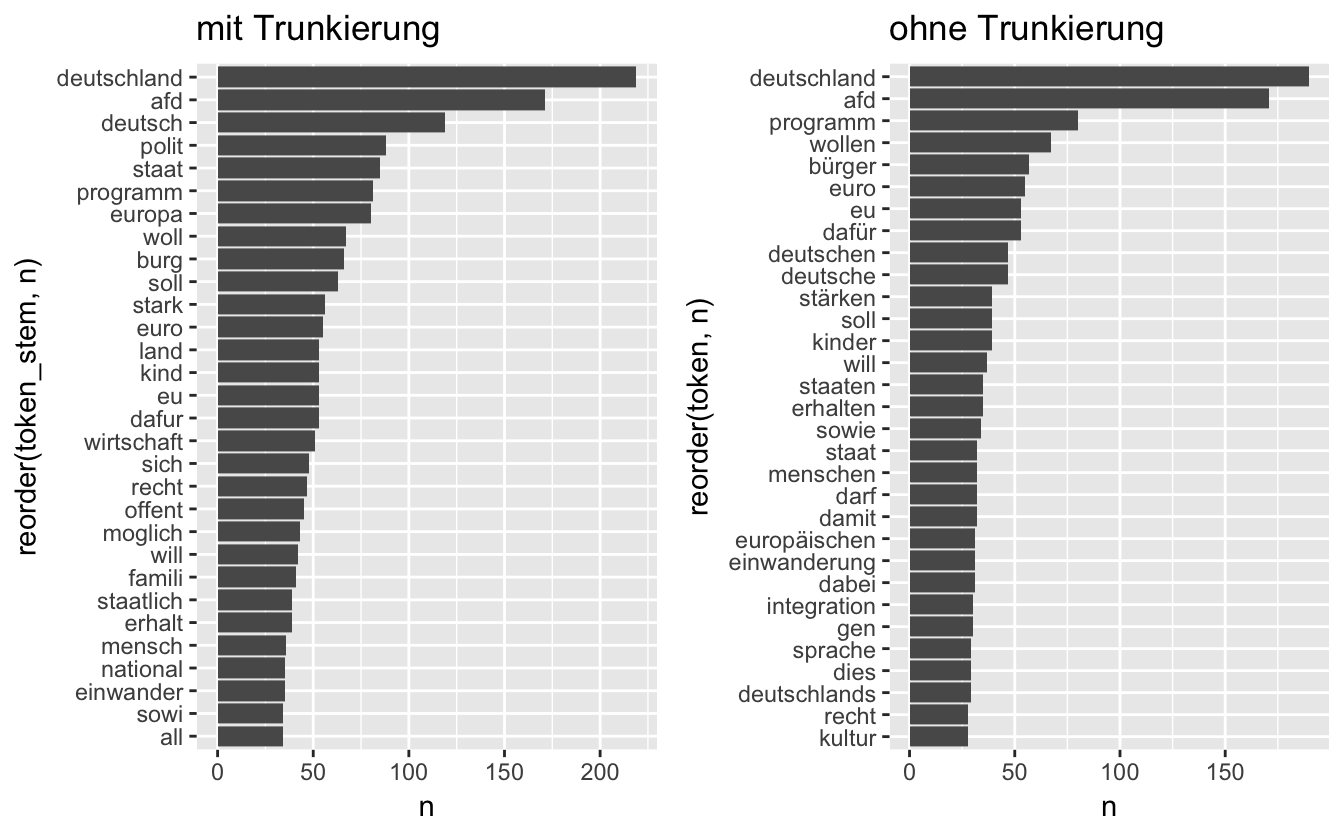 mit Trunkierung
reorder(token_stem, n)
deutschland
afd
deutsch
polit
staat
programm
europa
woll
burg
soll
stark
euro
land
kind
eu
dafur
wirtschaft
sich
recht
offent
moglich
will
famili
staatlich
erhalt
mensch
national
einwander
sowi
all
0 50 100 150 200
n
ohne Trunkierung
reorder(token, n)
deutschland
afd
programm
wollen
bürger
euro
eu
dafür
deutschen
deutsche
stärken
soll
kinder
will
staaten
erhalten
sowie
staat
menschen
darf
damit
europäischen
einwanderung
dabei
integration
gen
sprache
dies
deutschlands
recht
kultur
0 50 100 150
n